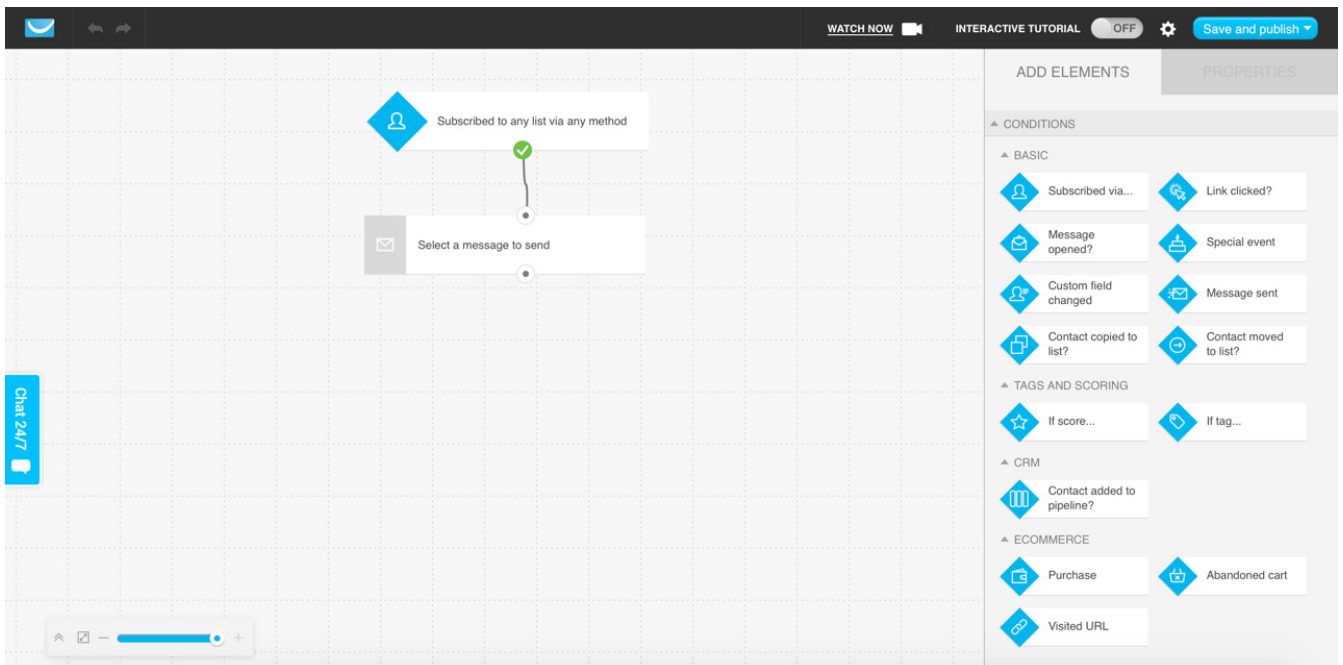 WATCH NOW
INTERACTIVE TUTORIAL
OFF
Save and publish
ADD ELEMENTS
PROPERTIES
Subscribed to any list via any method
Select a message to send
Chat 24/7
CONDITIONS
BASIC
Subscribed via...
Link clicked?
Message
opened?
Special event
Custom field
changed
Message sent
Contact copied to
list?
Contact moved
to list?
TAGS AND SCORING
If score...
If tag...
CRM
Contact added to
pipeline?
ECOMMERCE
Purchase
Abandoned cart
Visited URL